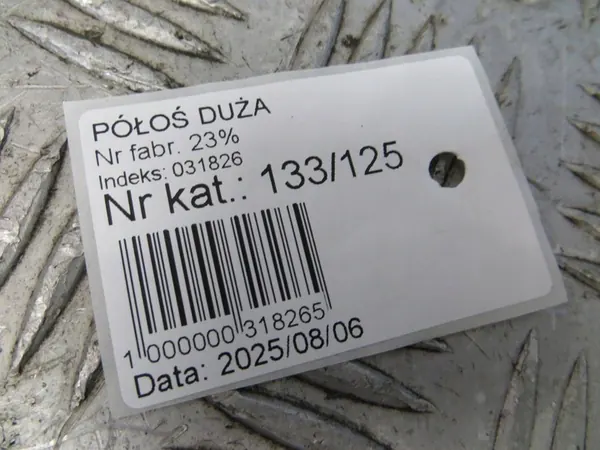 PÓŁOŚ DUŻA
Nr fabr. 23%
Indeks: 031826
Nr kat.: 133/125
1 000000 318265
Data: 2025/08/06